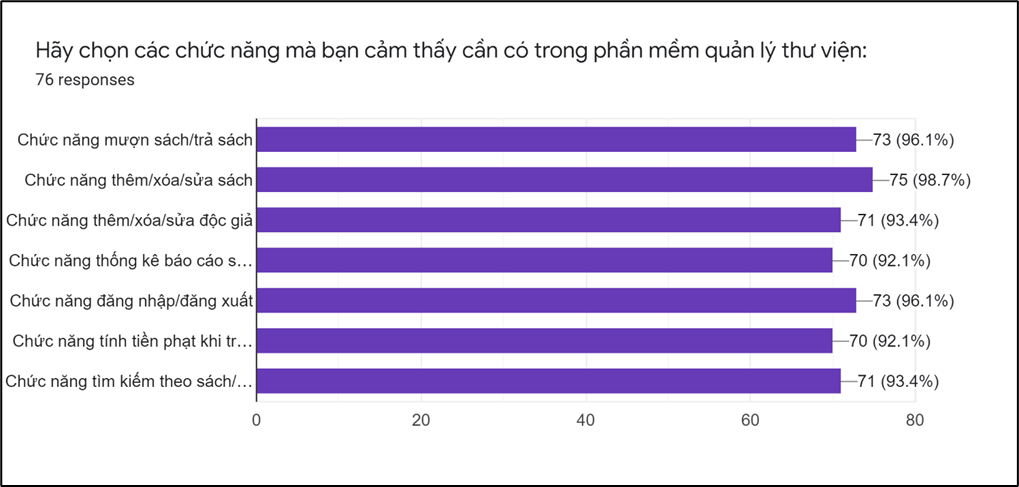 Hãy chọn các chức năng mà bạn cảm thấy cần có trong phần mềm quản lý thư viện:
76 responses
Chức năng mượn sách/trả sách
73 (96.1%)
Chức năng thêm/xóa/sửa sách
75 (98.7%)
Chức năng thêm/xóa/sửa độc giả
71 (93.4%)
Chức năng thống kê báo cáo s…
70 (92.1%)
Chức năng đăng nhập/đăng xuất
73 (96.1%)
Chức năng tính tiền phạt khi tr…
70 (92.1%)
Chức năng tìm kiếm theo sách/…
71 (93.4%)
0 20 40 60 80